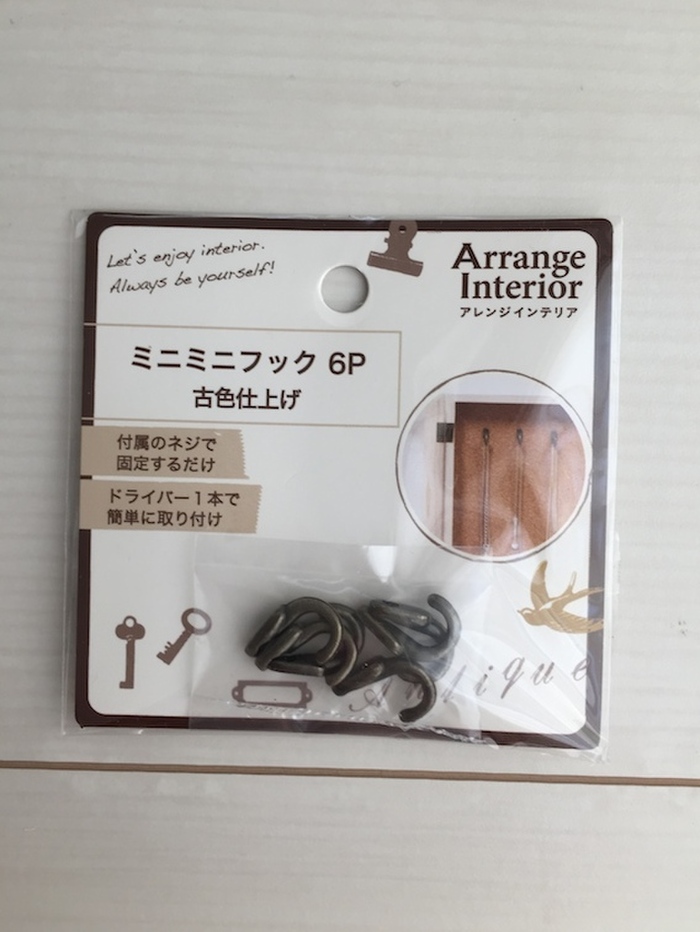 Let's enjoy interior.
Always be yourself!
Arrange
Interior
アレンジインテリア
ミニミニフック 6P
古色仕上げ
付属のネジで
固定するだけ
ドライバー1本で
簡単に取り付け
Antique